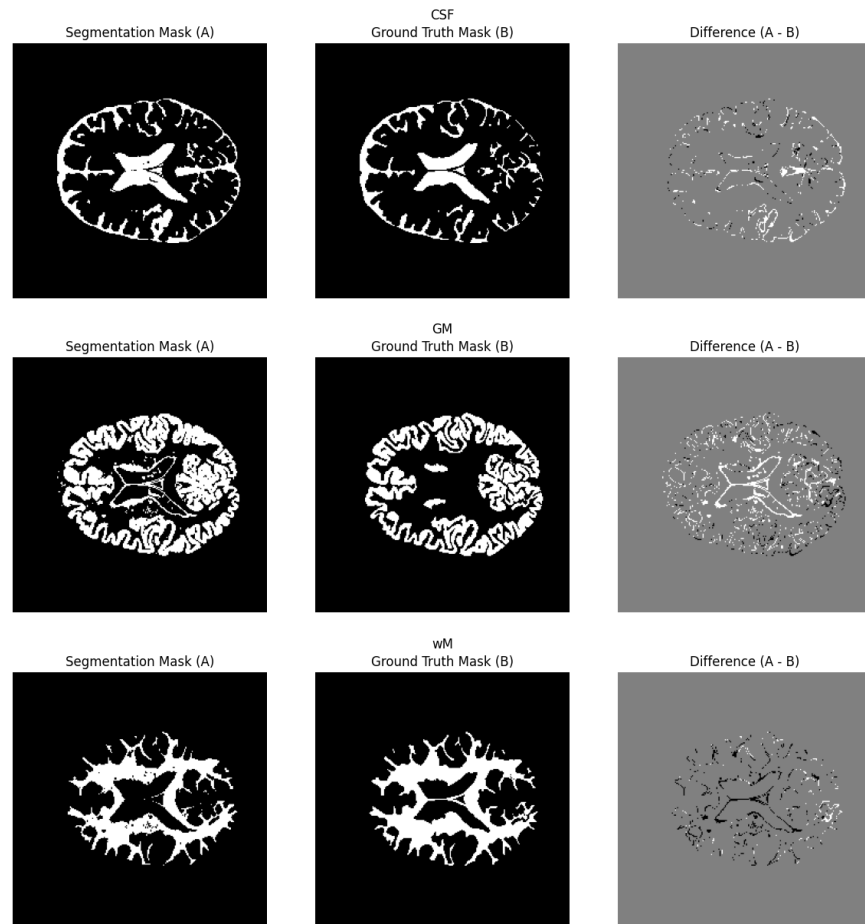 CSF
Segmentation Mask (A)
Ground Truth Mask (B)
Difference (A - B)
GM
Segmentation Mask (A)
Ground Truth Mask (B)
Difference (A - B)
wM
Segmentation Mask (A)
Ground Truth Mask (B)
Difference (A - B)